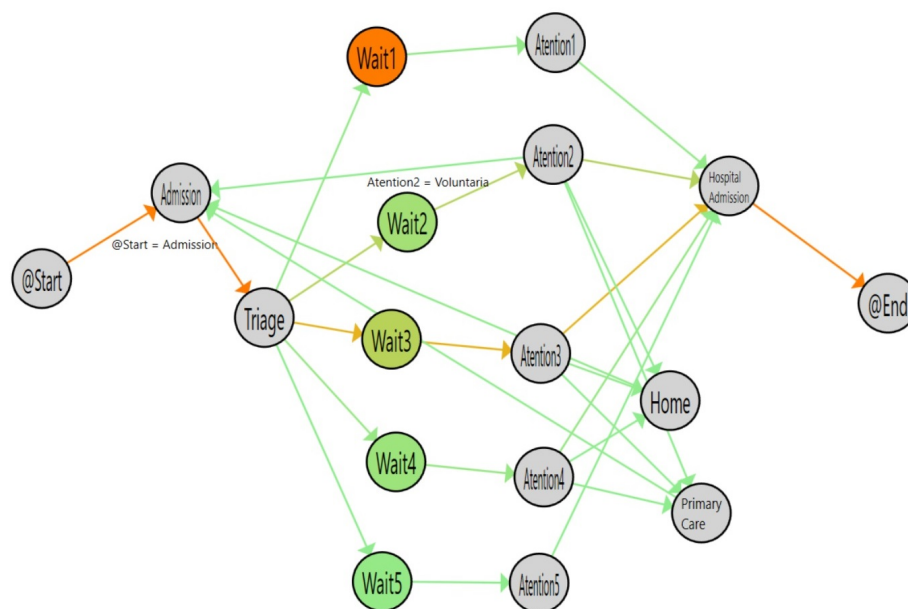 Wait1
Atention1
Atention2
Admission
Atention2 = Voluntaria
Hospital
Admission
Wait2
@Start = Admission
@Start
@End
Triage
Wait3
Atention3
Home
Wait4
Atention4
Primary
Care
Wait5
Atention5